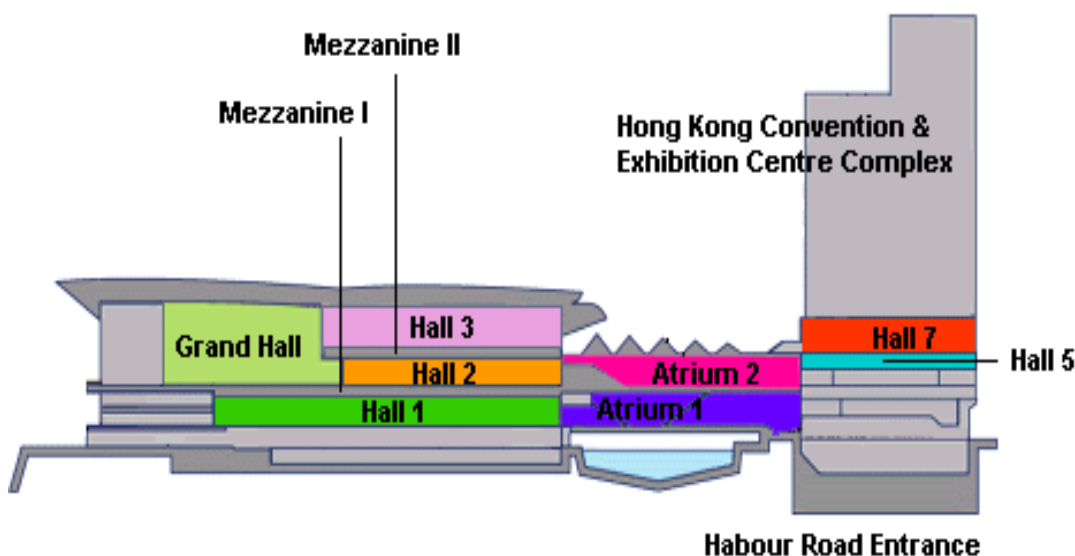 Mezzanine II
Mezzanine I
Hong Kong Convention &
Exhibition Centre Complex
Hall 3
Grand Hall
Hall 7
Hall 5
Hall 2
Atrium 2
Hall 1
Atrium 1
Habour Road Entrance